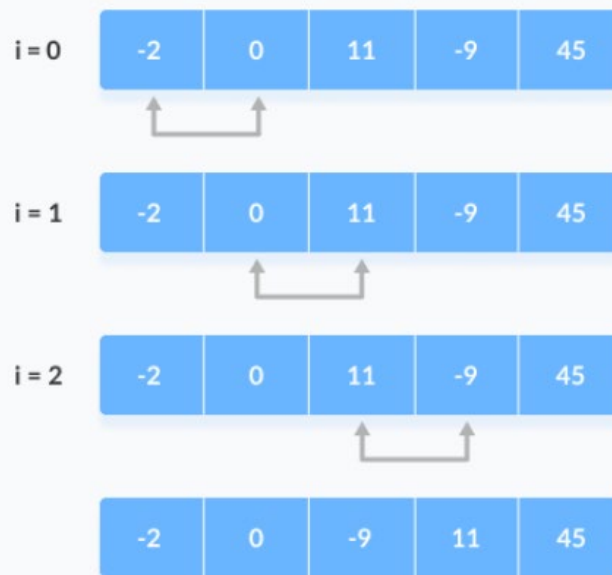 i = 0 -2 0 11 -9 45
i = 1 -2 0 11 -9 45
i = 2 -2 0 11 -9 45
-2 0 -9 11 45